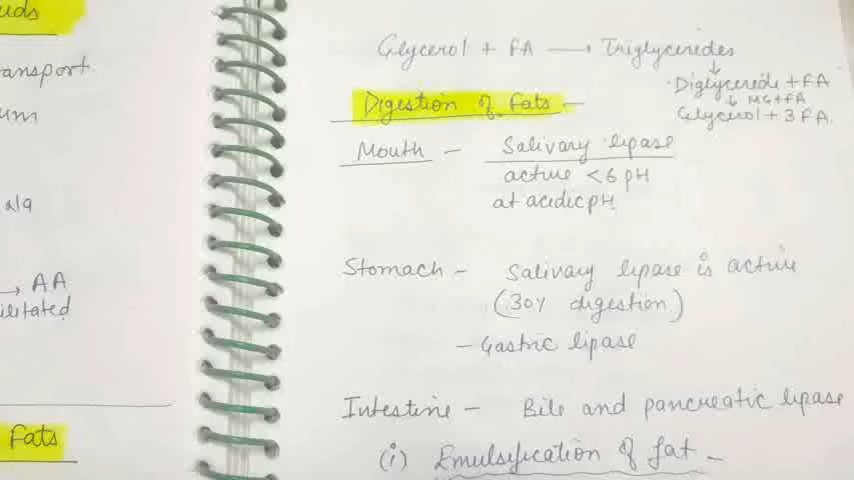 uds
ansport.
um
a/g
→ AA
ilitated
Fats
Glycerol + FA → Triglycerides
↓
Diglyceride + FA
↓ MG+FA
Glycerol + 3 FA.
Digestion of fats -
Mouth - Salivary lipase
active <6 pH
at acidic pH
Stomach - Salivary lipase is active
(30% digestion)
- Gastric lipase
Intestine - Bile and pancreatic lipase
(i) Emulsification of fat -